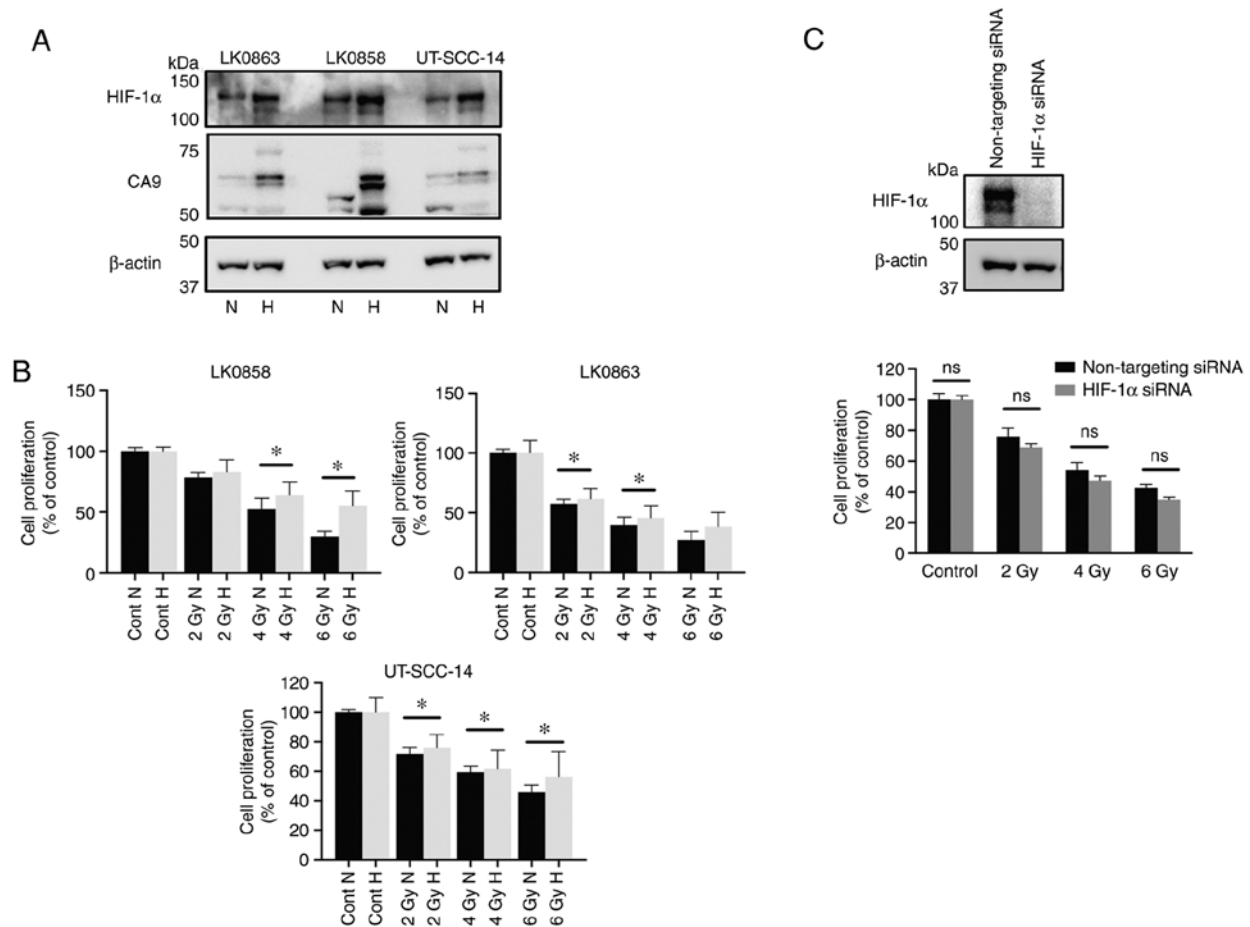 A
LK0863 LK0858 UT-SCC-14
kDa
150
HIF-1α
100
75
CA9
50
50
β-actin
37
N H N H N H
B
LK0858
Cell proliferation
(% of control)
150
100
50
0
* *
Cont N
Cont H
2 Gy N
2 Gy H
4 Gy N
4 Gy H
6 Gy N
6 Gy H
LK0863
Cell proliferation
(% of control)
150
100
50
0
* *
Cont N
Cont H
2 Gy N
2 Gy H
4 Gy N
4 Gy H
6 Gy N
6 Gy H
UT-SCC-14
Cell proliferation
(% of control)
120
100
80
60
40
20
0
* * *
Cont N
Cont H
2 Gy N
2 Gy H
4 Gy N
4 Gy H
6 Gy N
6 Gy H
C
Non-targeting siRNA
HIF-1α siRNA
kDa
HIF-1α
100
50
β-actin
37
Non-targeting siRNA
HIF-1α siRNA
Cell proliferation
(% of control)
120
100
80
60
40
20
0
ns ns ns ns
Control 2 Gy 4 Gy 6 Gy